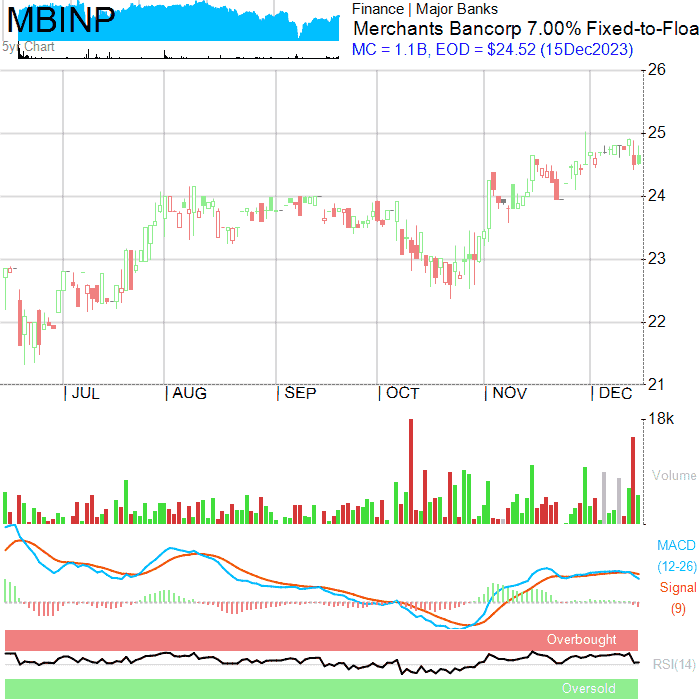 MBINP
5yr Chart
Finance | Major Banks
Merchants Bancorp 7.00% Fixed-to-Floa
MC = 1.1B, EOD = $24.52 (15Dec2023)
26
25
24
23
22
21
| JUL | AUG | SEP | OCT | NOV | DEC
18k
Volume
MACD
(12-26)
Signal
(9)
Overbought
RSI(14)
Oversold